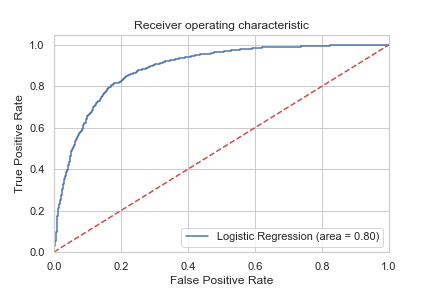 Receiver operating characteristic
1.0
0.8
0.6
0.4
0.2
0.0
True Positive Rate
Logistic Regression (area = 0.80)
0.0 0.2 0.4 0.6 0.8 1.0
False Positive Rate